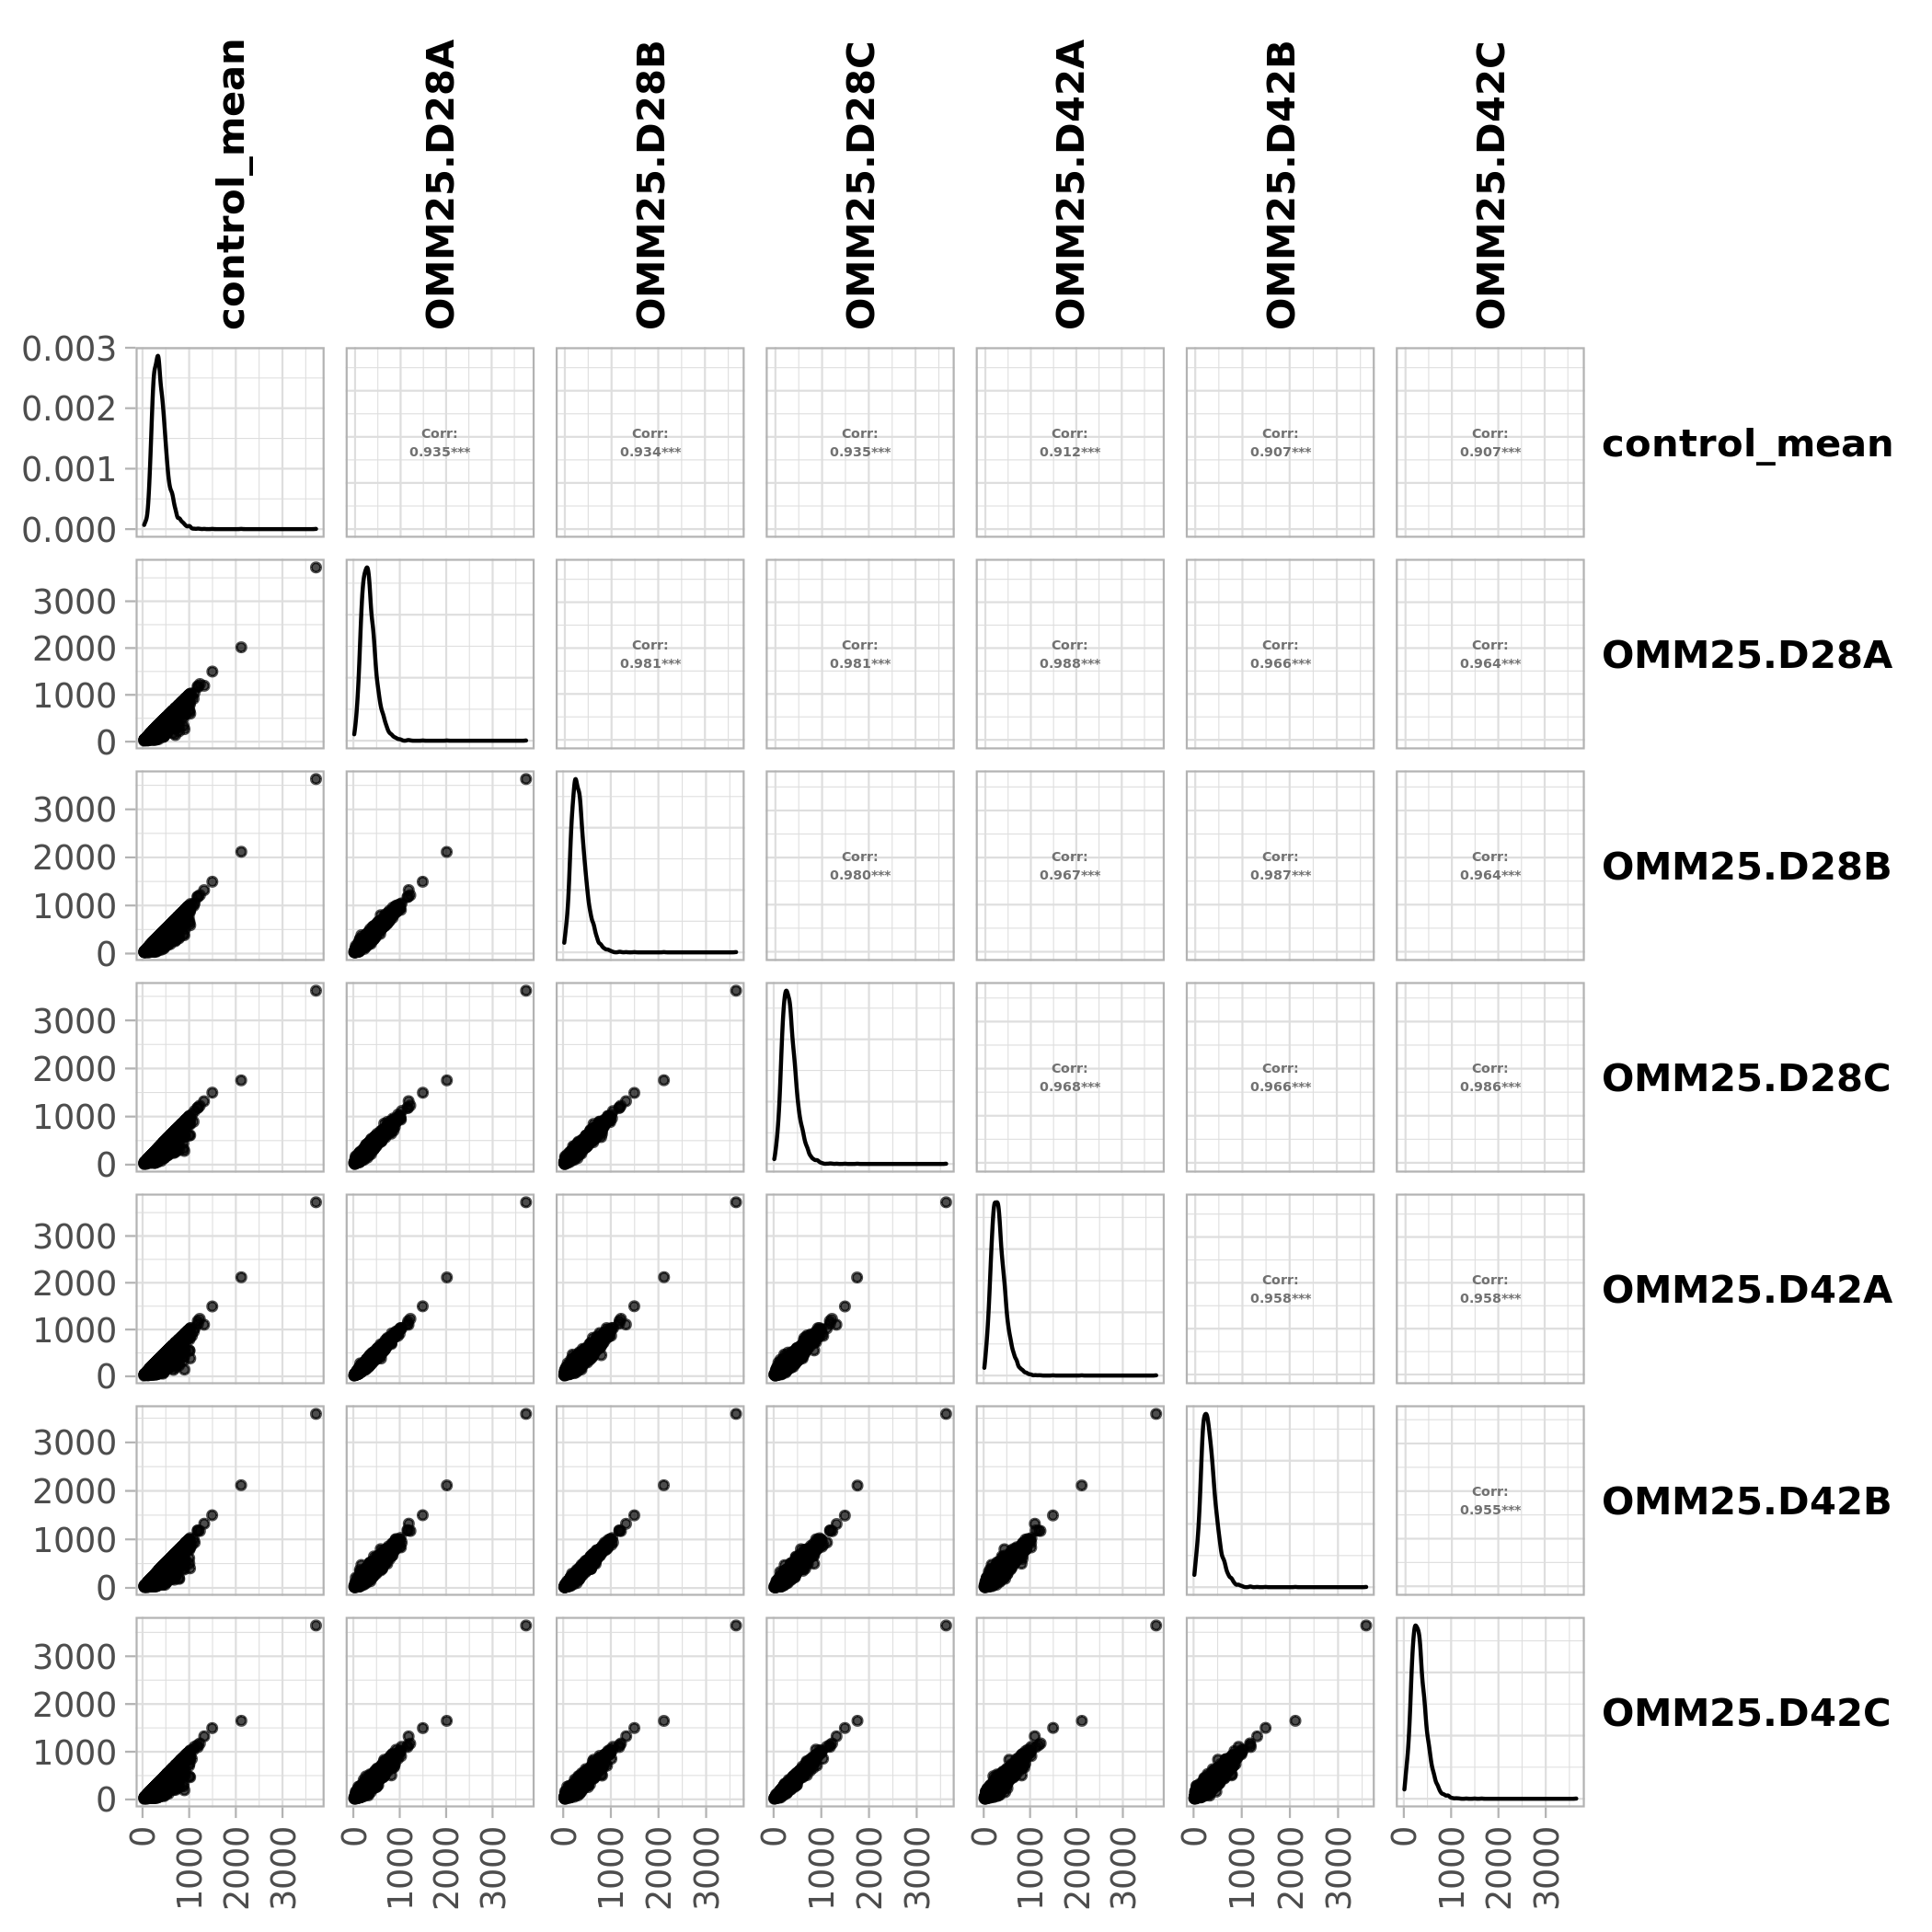 control_mean
OMM25.D28A
OMM25.D28B
OMM25.D28C
OMM25.D42A
OMM25.D42B
OMM25.D42C
0.003
0.002
0.001
0.000
Corr:
0.935***
Corr:
0.934***
Corr:
0.935***
Corr:
0.912***
Corr:
0.907***
Corr:
0.907***
control_mean
3000
2000
1000
0
Corr:
0.981***
Corr:
0.981***
Corr:
0.988***
Corr:
0.966***
Corr:
0.964***
OMM25.D28A
3000
2000
1000
0
Corr:
0.980***
Corr:
0.967***
Corr:
0.987***
Corr:
0.964***
OMM25.D28B
3000
2000
1000
0
Corr:
0.968***
Corr:
0.966***
Corr:
0.986***
OMM25.D28C
3000
2000
1000
0
Corr:
0.958***
Corr:
0.958***
OMM25.D42A
3000
2000
1000
0
Corr:
0.955***
OMM25.D42B
3000
2000
1000
0
OMM25.D42C
0
1000
2000
3000
0
1000
2000
3000
0
1000
2000
3000
0
1000
2000
3000
0
1000
2000
3000
0
1000
2000
3000
0
1000
2000
3000